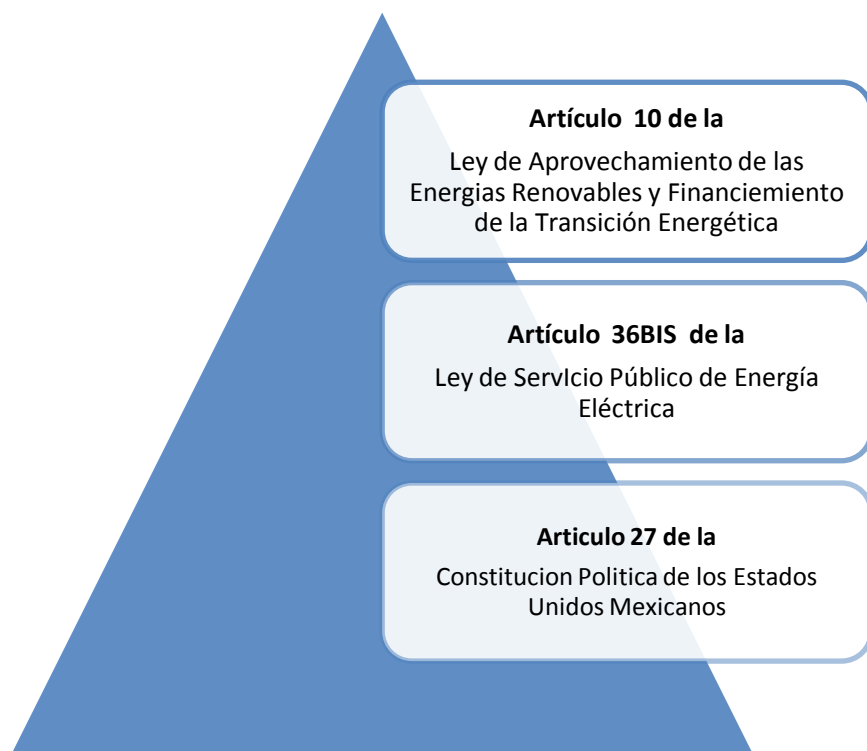 Artículo 10 de la
Ley de Aprovechamiento de las
Energias Renovables y Financiemiento
de la Transición Energética
Artículo 36BIS de la
Ley de ServIcio Público de Energía
Eléctrica
Articulo 27 de la
Constitucion Politica de los Estados
Unidos Mexicanos